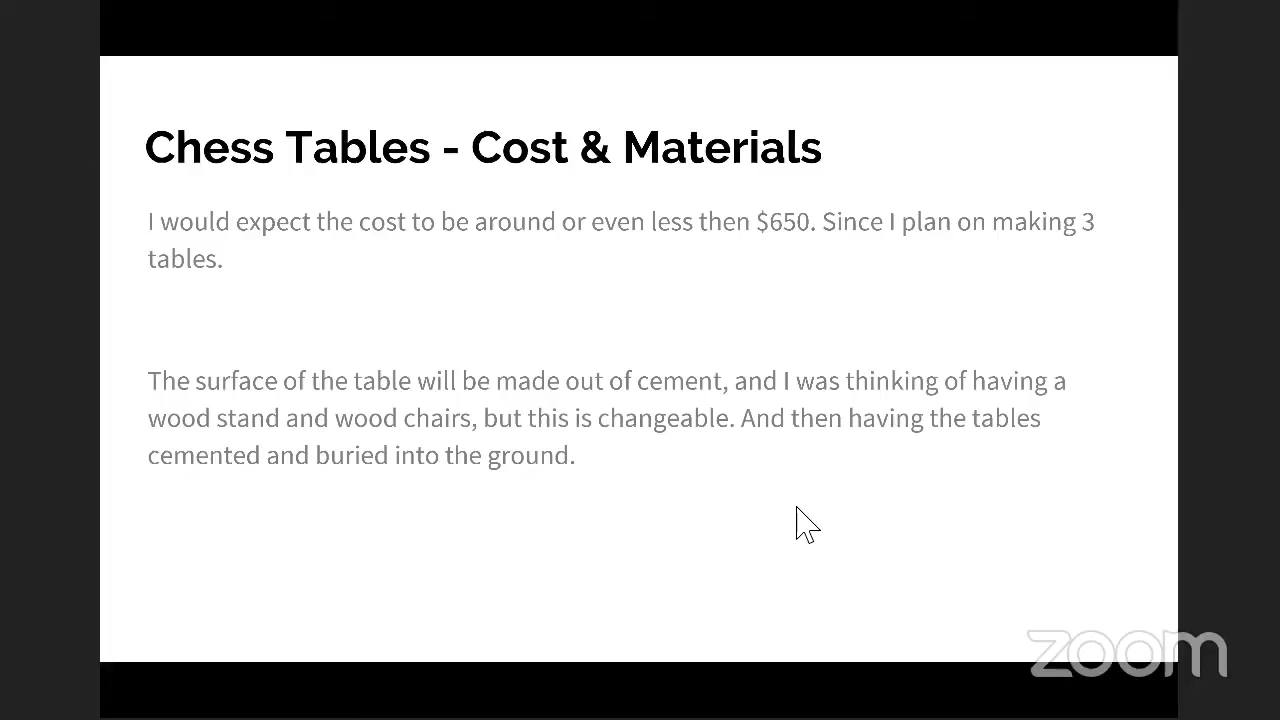 Chess Tables - Cost & Materials
I would expect the cost to be around or even less then $650. Since I plan on making 3
tables.
The surface of the table will be made out of cement, and I was thinking of having a
wood stand and wood chairs, but this is changeable. And then having the tables
cemented and buried into the ground.
zoom